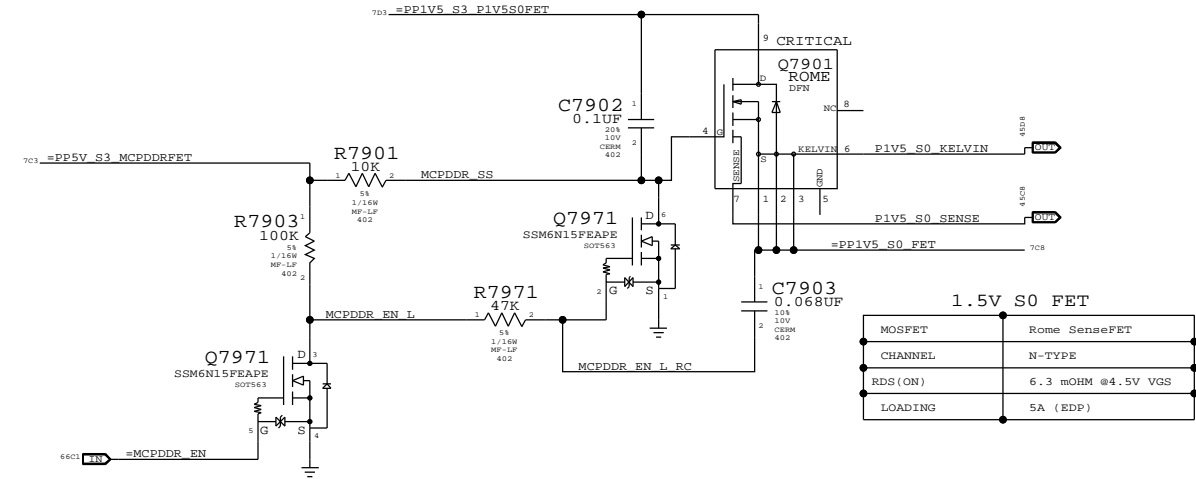 7D3 =PP1V5_S3_P1V5S0FET
9 CRITICAL
Q7901
ROME
DFN
D
NC 8
4 G
SENSE
S
KELVIN 6
GND
7 1 2 3 5
P1V5_S0_KELVIN
45D8
OUT
P1V5_S0_SENSE
45C8
OUT
=PP1V5_S0_FET
7C8
C7902
0.1UF
20%
10V
CERM
402
1
2
7C3 =PP5V_S3_MCPDDRFET
R7901
10K
1 2
5%
1/16W
MF-LF
402
MCPDDR_SS
R7903
100K
5%
1/16W
MF-LF
402
1
2
Q7971
SSM6N15FEAPE
SOT563
D 6
2 G S 1
MCPDDR_EN_L
R7971
47K
1 2
5%
1/16W
MF-LF
402
MCPDDR_EN_L_RC
C7903
0.068UF
10%
10V
CERM
402
1
2
Q7971
SSM6N15FEAPE
SOT563
D 3
5 G S 4
66C1 IN =MCPDDR_EN
1.5V S0 FET
MOSFET Rome SenseFET
CHANNEL N-TYPE
RDS(ON) 6.3 mOHM @4.5V VGS
LOADING 5A (EDP)